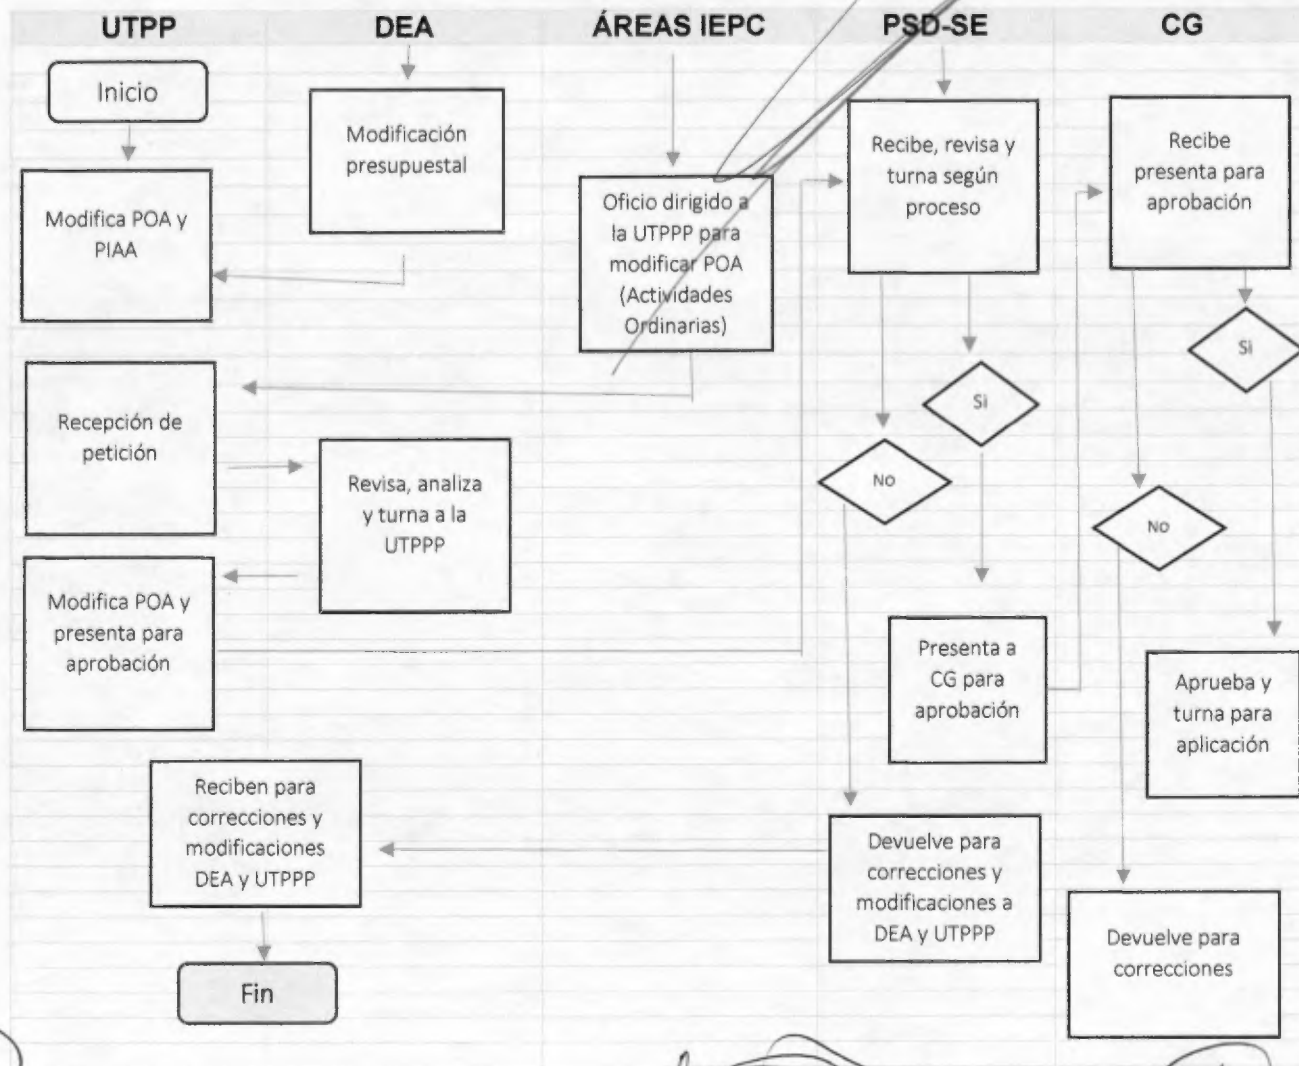 UTPP
DEA
ÁREAS IEPC
PSD-SE
CG
Inicio
Modifica POA y
PIAA
Recepción de
petición
Modifica POA y
presenta para
aprobación
Modificación
presupuestal
Revisa, analiza
y turna a la
UTPPP
Reciben para
correcciones y
modificaciones
DEA y UTPPP
Fin
Oficio dirigido a
la UTPPP para
modificar POA
(Actividades
Ordinarias)
Recibe, revisa y
turna según
proceso
Sì
No
Presenta a
CG para
aprobación
Devuelve para
correcciones y
modificaciones a
DEA y UTPPP
Recibe
presenta para
aprobación
Sì
No
Aprueba y
turna para
aplicación
Devuelve para
correcciones